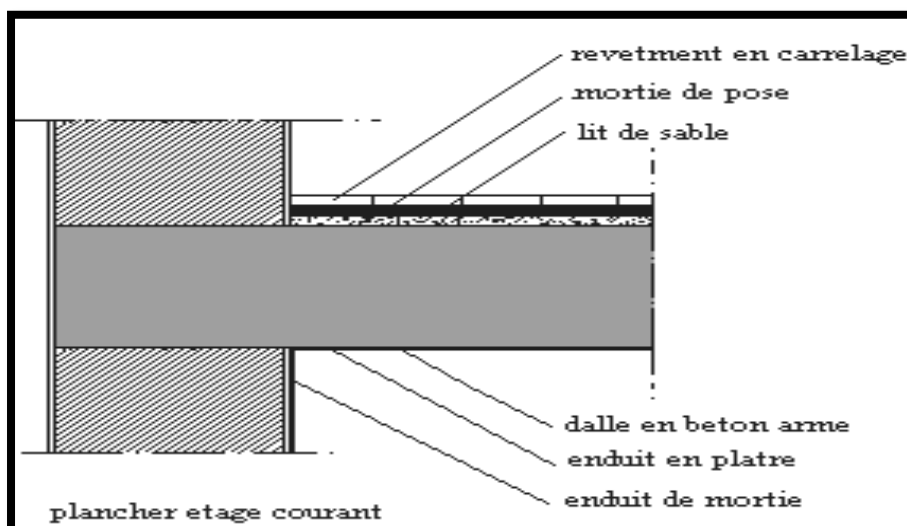 revetment en carrelage
mortie de pose
lit de sable
dalle en beton arme
enduit en platre
enduit de mortie
plancher etage courant